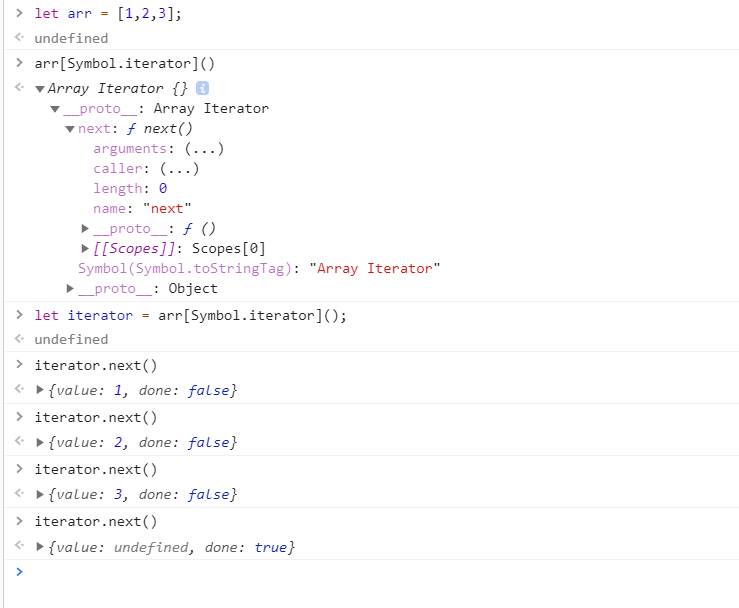 > let arr = [1,2,3];
undefined
> arr[Symbol.iterator]()
Array Iterator {} i
__proto__: Array Iterator
next: ƒ next()
arguments: (...)
caller: (...)
length: 0
name: "next"
__proto__: ƒ ()
[[Scopes]]: Scopes[0]
Symbol(Symbol.toStringTag): "Array Iterator"
__proto__: Object
> let iterator = arr[Symbol.iterator]();
undefined
> iterator.next()
{value: 1, done: false}
> iterator.next()
{value: 2, done: false}
> iterator.next()
{value: 3, done: false}
> iterator.next()
{value: undefined, done: true}
>